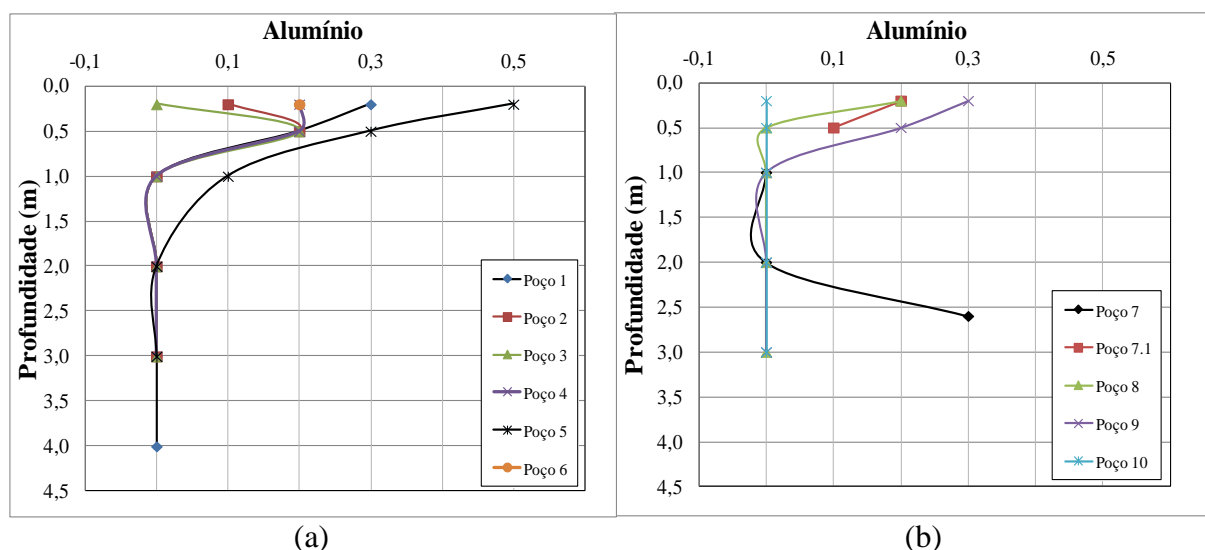 Alumínio
-0,1 0,1 0,3 0,5
0,0
0,5
1,0
1,5
2,0
2,5
3,0
3,5
4,0
4,5
Profundidade (m)
Poço 1
Poço 2
Poço 3
Poço 4
Poço 5
Poço 6
(a)
Alumínio
-0,1 0,1 0,3 0,5
0,0
0,5
1,0
1,5
2,0
2,5
3,0
3,5
4,0
4,5
Profundidade (m)
Poço 7
Poço 7.1
Poço 8
Poço 9
Poço 10
(b)